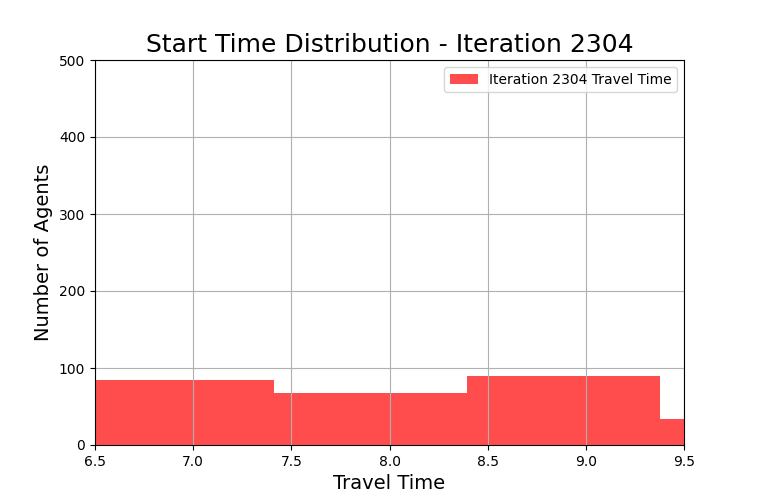 Start Time Distribution - Iteration 2304
Number of Agents
500
400
300
200
100
0
Iteration 2304 Travel Time
6.5 7.0 7.5 8.0 8.5 9.0 9.5
Travel Time